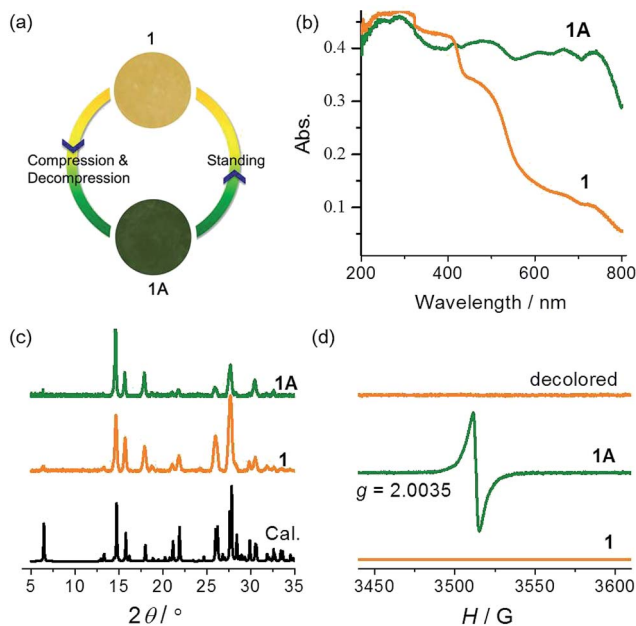 (a)
1
Compression &
Decompression
Standing
1A
(b)
Abs.
0.4
0.3
0.2
0.1
1A
1
200 400 600 800
Wavelength / nm
(c)
1A
1
Cal.
5 10 15 20 25 30 35
2θ / °
(d)
decolored
1A
g = 2.0035
1
3450 3500 3550 3600
H / G